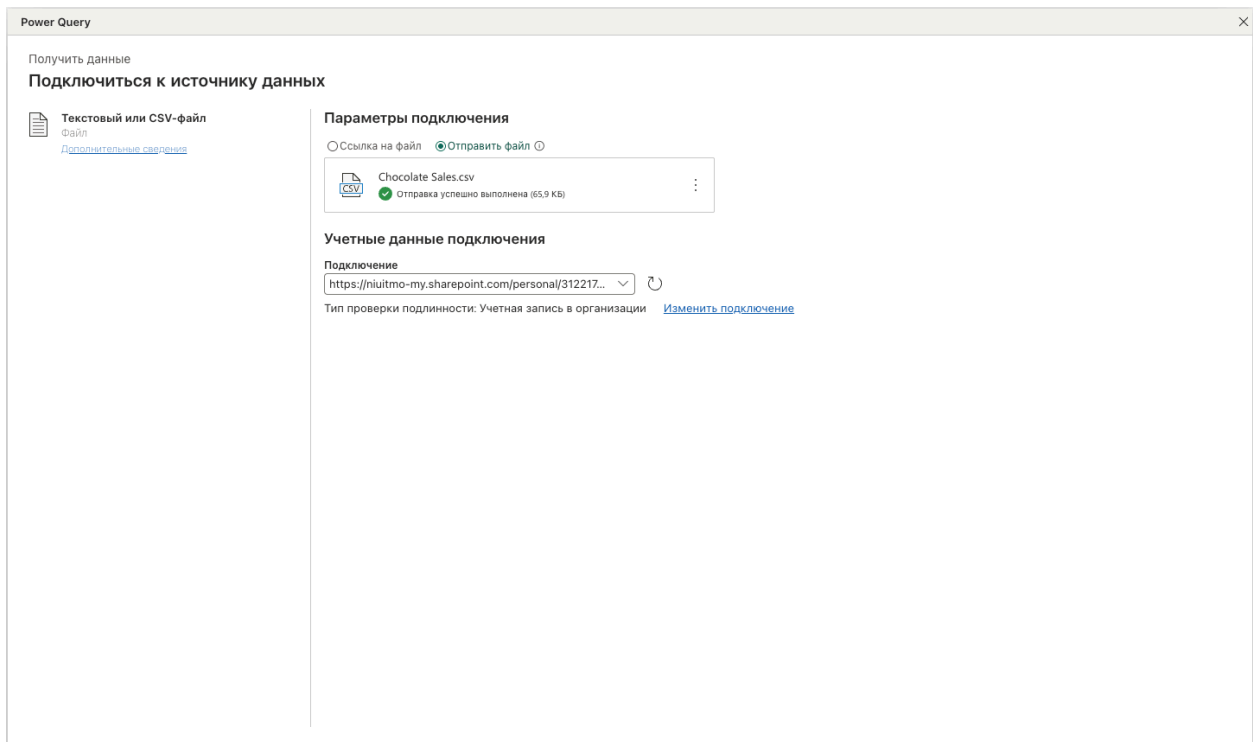 Power Query
Получить данные
Подключиться к источнику данных
Текстовый или CSV-файл
Файл
Дополнительные сведения
Параметры подключения
Ссылка на файл Отправить файл
CSV
Chocolate Sales.csv
Отправка успешно выполнена (65,9 КБ)
Учетные данные подключения
Подключение
https://niuitmo-my.sharepoint.com/personal/312217...
Тип проверки подлинности: Учетная запись в организации Изменить подключение